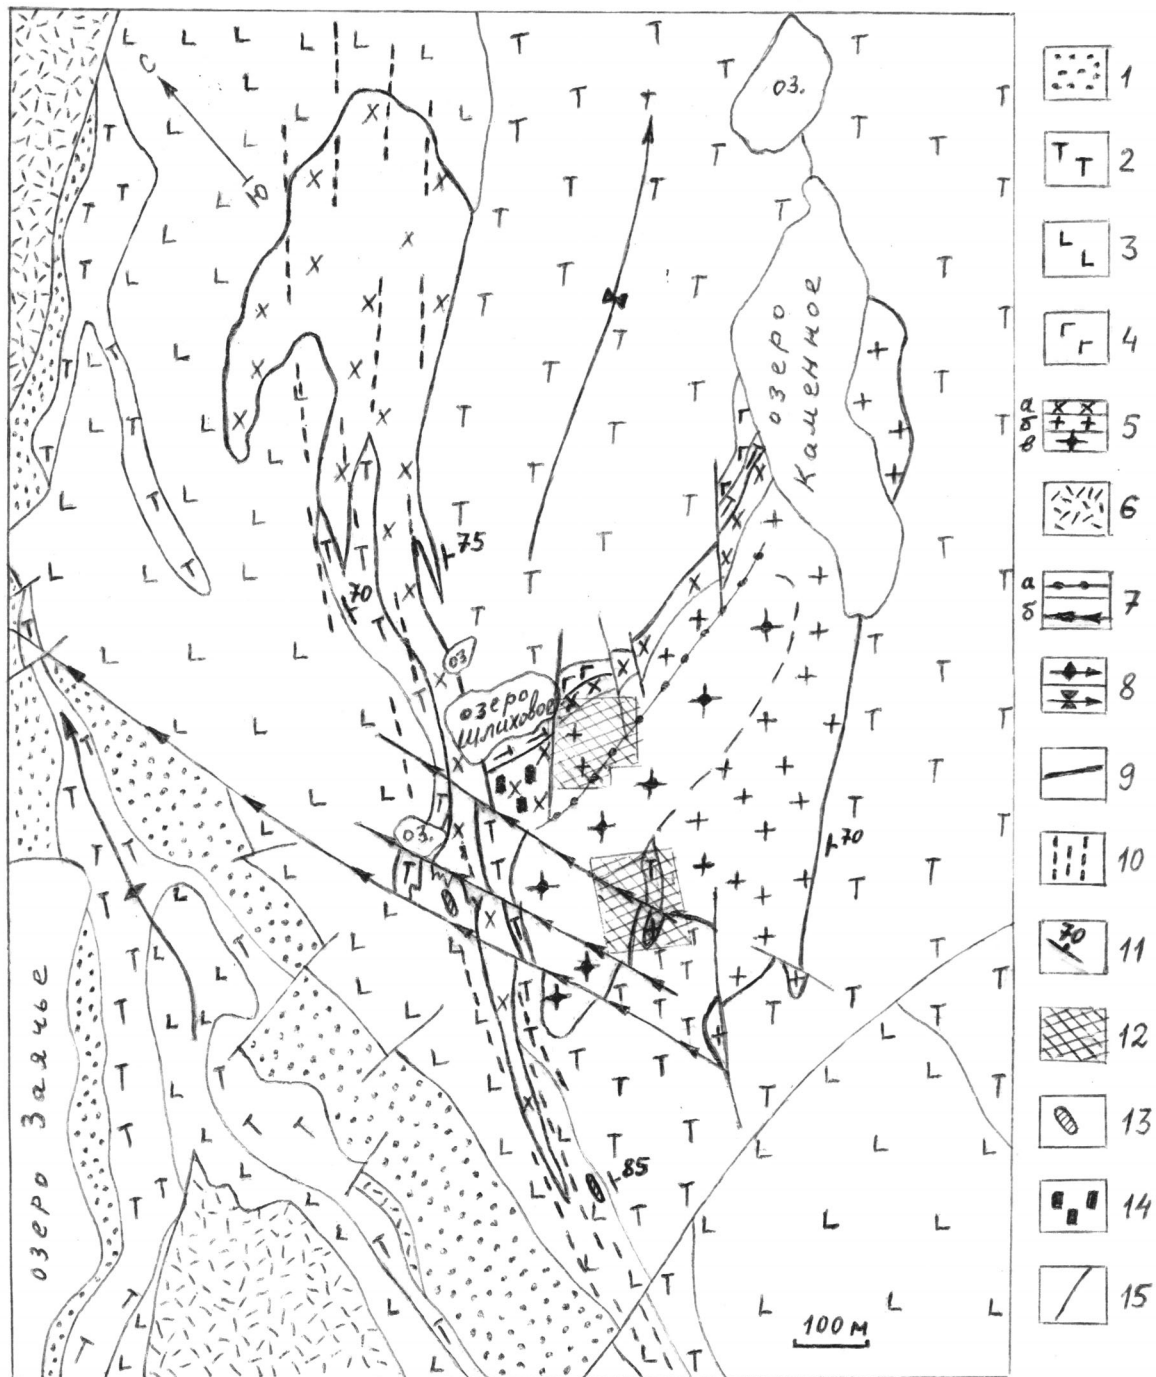 С
Ю
оз.
озеро
Каменное
75
70
оз.
озеро
Шлиховое
оз.
70
85
озеро Заячье
100 м
1
2
3
4
а
б
в
5
6
а
б
7
8
9
10
70
11
12
13
14
15